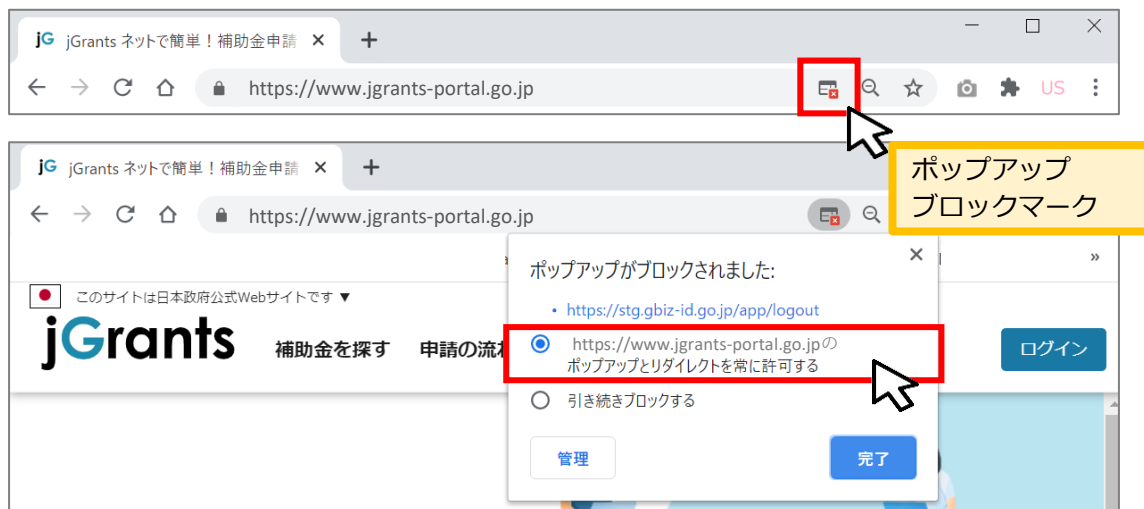 jG jGrants ネットで簡単！補助金申請
https://www.jgrants-portal.go.jp
US
ポップアップ
ブロックマーク
jG jGrants ネットで簡単！補助金申請
https://www.jgrants-portal.go.jp
ポップアップがブロックされました:
• https://stg.gbiz-id.go.jp/app/logout
https://www.jgrants-portal.go.jpの
ポップアップとリダイレクトを常に許可する
引き続きブロックする
管理 完了
»
このサイトは日本政府公式Webサイトです ▼
jGrants 補助金を探す 申請の流 ログイン